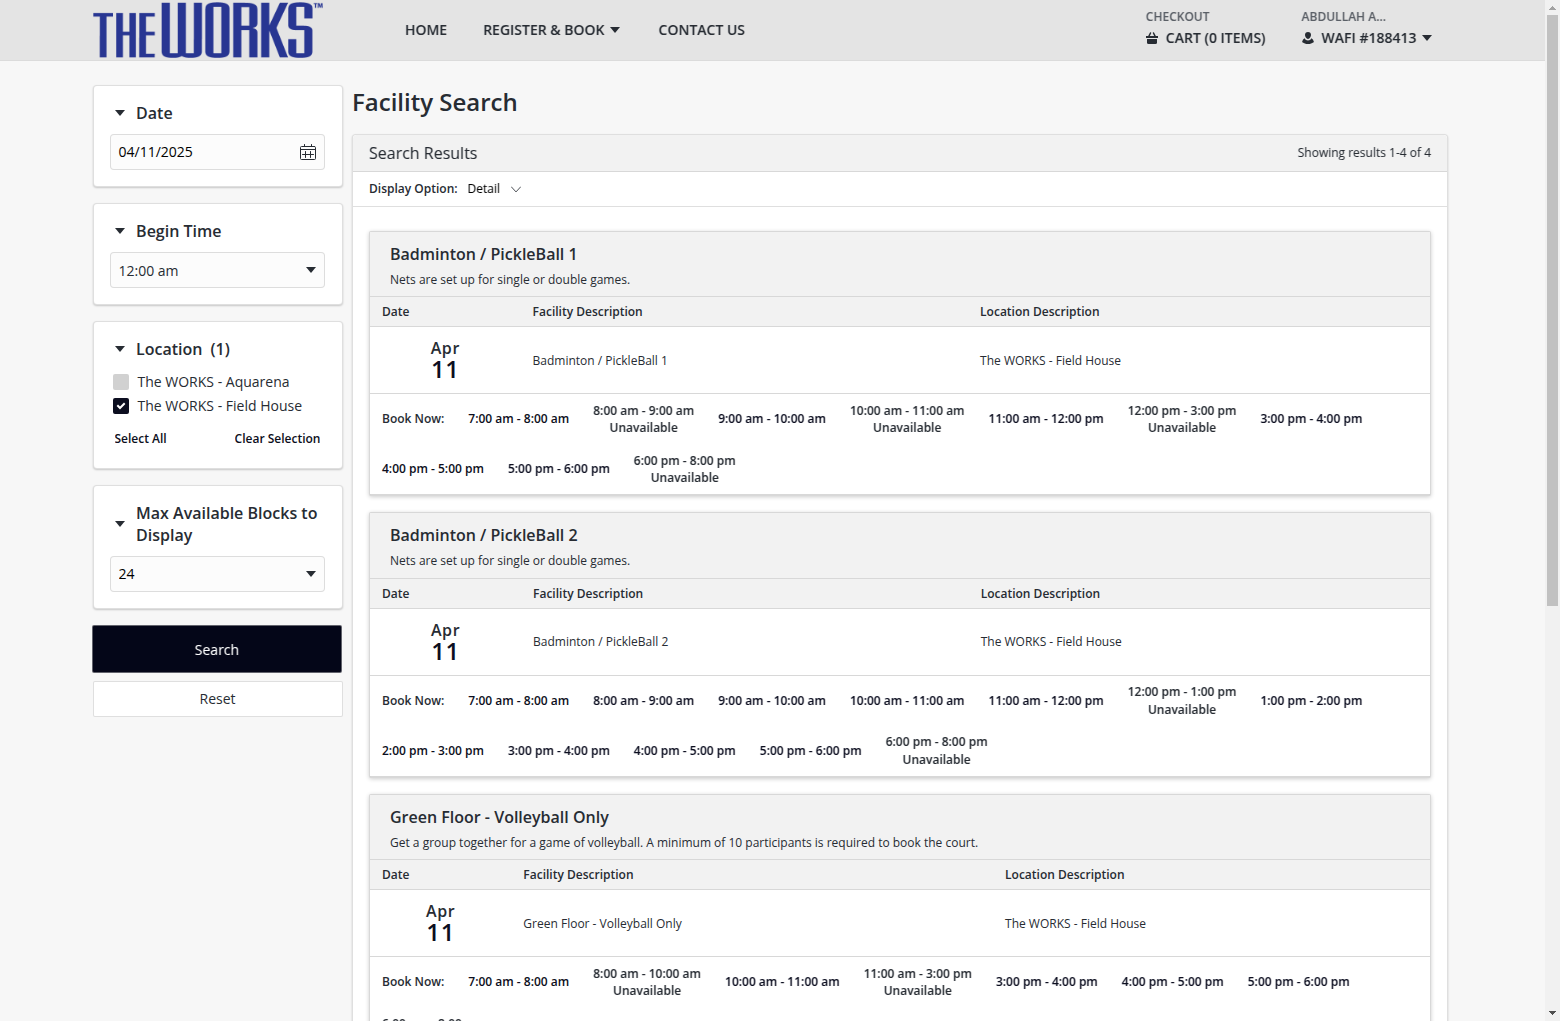 THE WORKS™
HOME
REGISTER & BOOK
CONTACT US
CHECKOUT
CART (0 ITEMS)
ABDULLAH A...
WAFI #188413
Date
04/11/2025
Begin Time
12:00 am
Location (1)
The WORKS - Aquarena
The WORKS - Field House
Select All
Clear Selection
Max Available Blocks to
Display
24
Search
Reset
Facility Search
Search Results
Showing results 1-4 of 4
Display Option: Detail
Badminton / PickleBall 1
Nets are set up for single or double games.
Date Facility Description Location Description
Apr
11
Badminton / PickleBall 1
The WORKS - Field House
Book Now:
7:00 am - 8:00 am
8:00 am - 9:00 am
Unavailable
9:00 am - 10:00 am
10:00 am - 11:00 am
Unavailable
11:00 am - 12:00 pm
12:00 pm - 3:00 pm
Unavailable
3:00 pm - 4:00 pm
4:00 pm - 5:00 pm
5:00 pm - 6:00 pm
6:00 pm - 8:00 pm
Unavailable
Badminton / PickleBall 2
Nets are set up for single or double games.
Date Facility Description Location Description
Apr
11
Badminton / PickleBall 2
The WORKS - Field House
Book Now:
7:00 am - 8:00 am
8:00 am - 9:00 am
9:00 am - 10:00 am
10:00 am - 11:00 am
11:00 am - 12:00 pm
12:00 pm - 1:00 pm
Unavailable
1:00 pm - 2:00 pm
2:00 pm - 3:00 pm
3:00 pm - 4:00 pm
4:00 pm - 5:00 pm
5:00 pm - 6:00 pm
6:00 pm - 8:00 pm
Unavailable
Green Floor - Volleyball Only
Get a group together for a game of volleyball. A minimum of 10 participants is required to book the court.
Date Facility Description Location Description
Apr
11
Green Floor - Volleyball Only
The WORKS - Field House
Book Now:
7:00 am - 8:00 am
8:00 am - 10:00 am
Unavailable
10:00 am - 11:00 am
11:00 am - 3:00 pm
Unavailable
3:00 pm - 4:00 pm
4:00 pm - 5:00 pm
5:00 pm - 6:00 pm